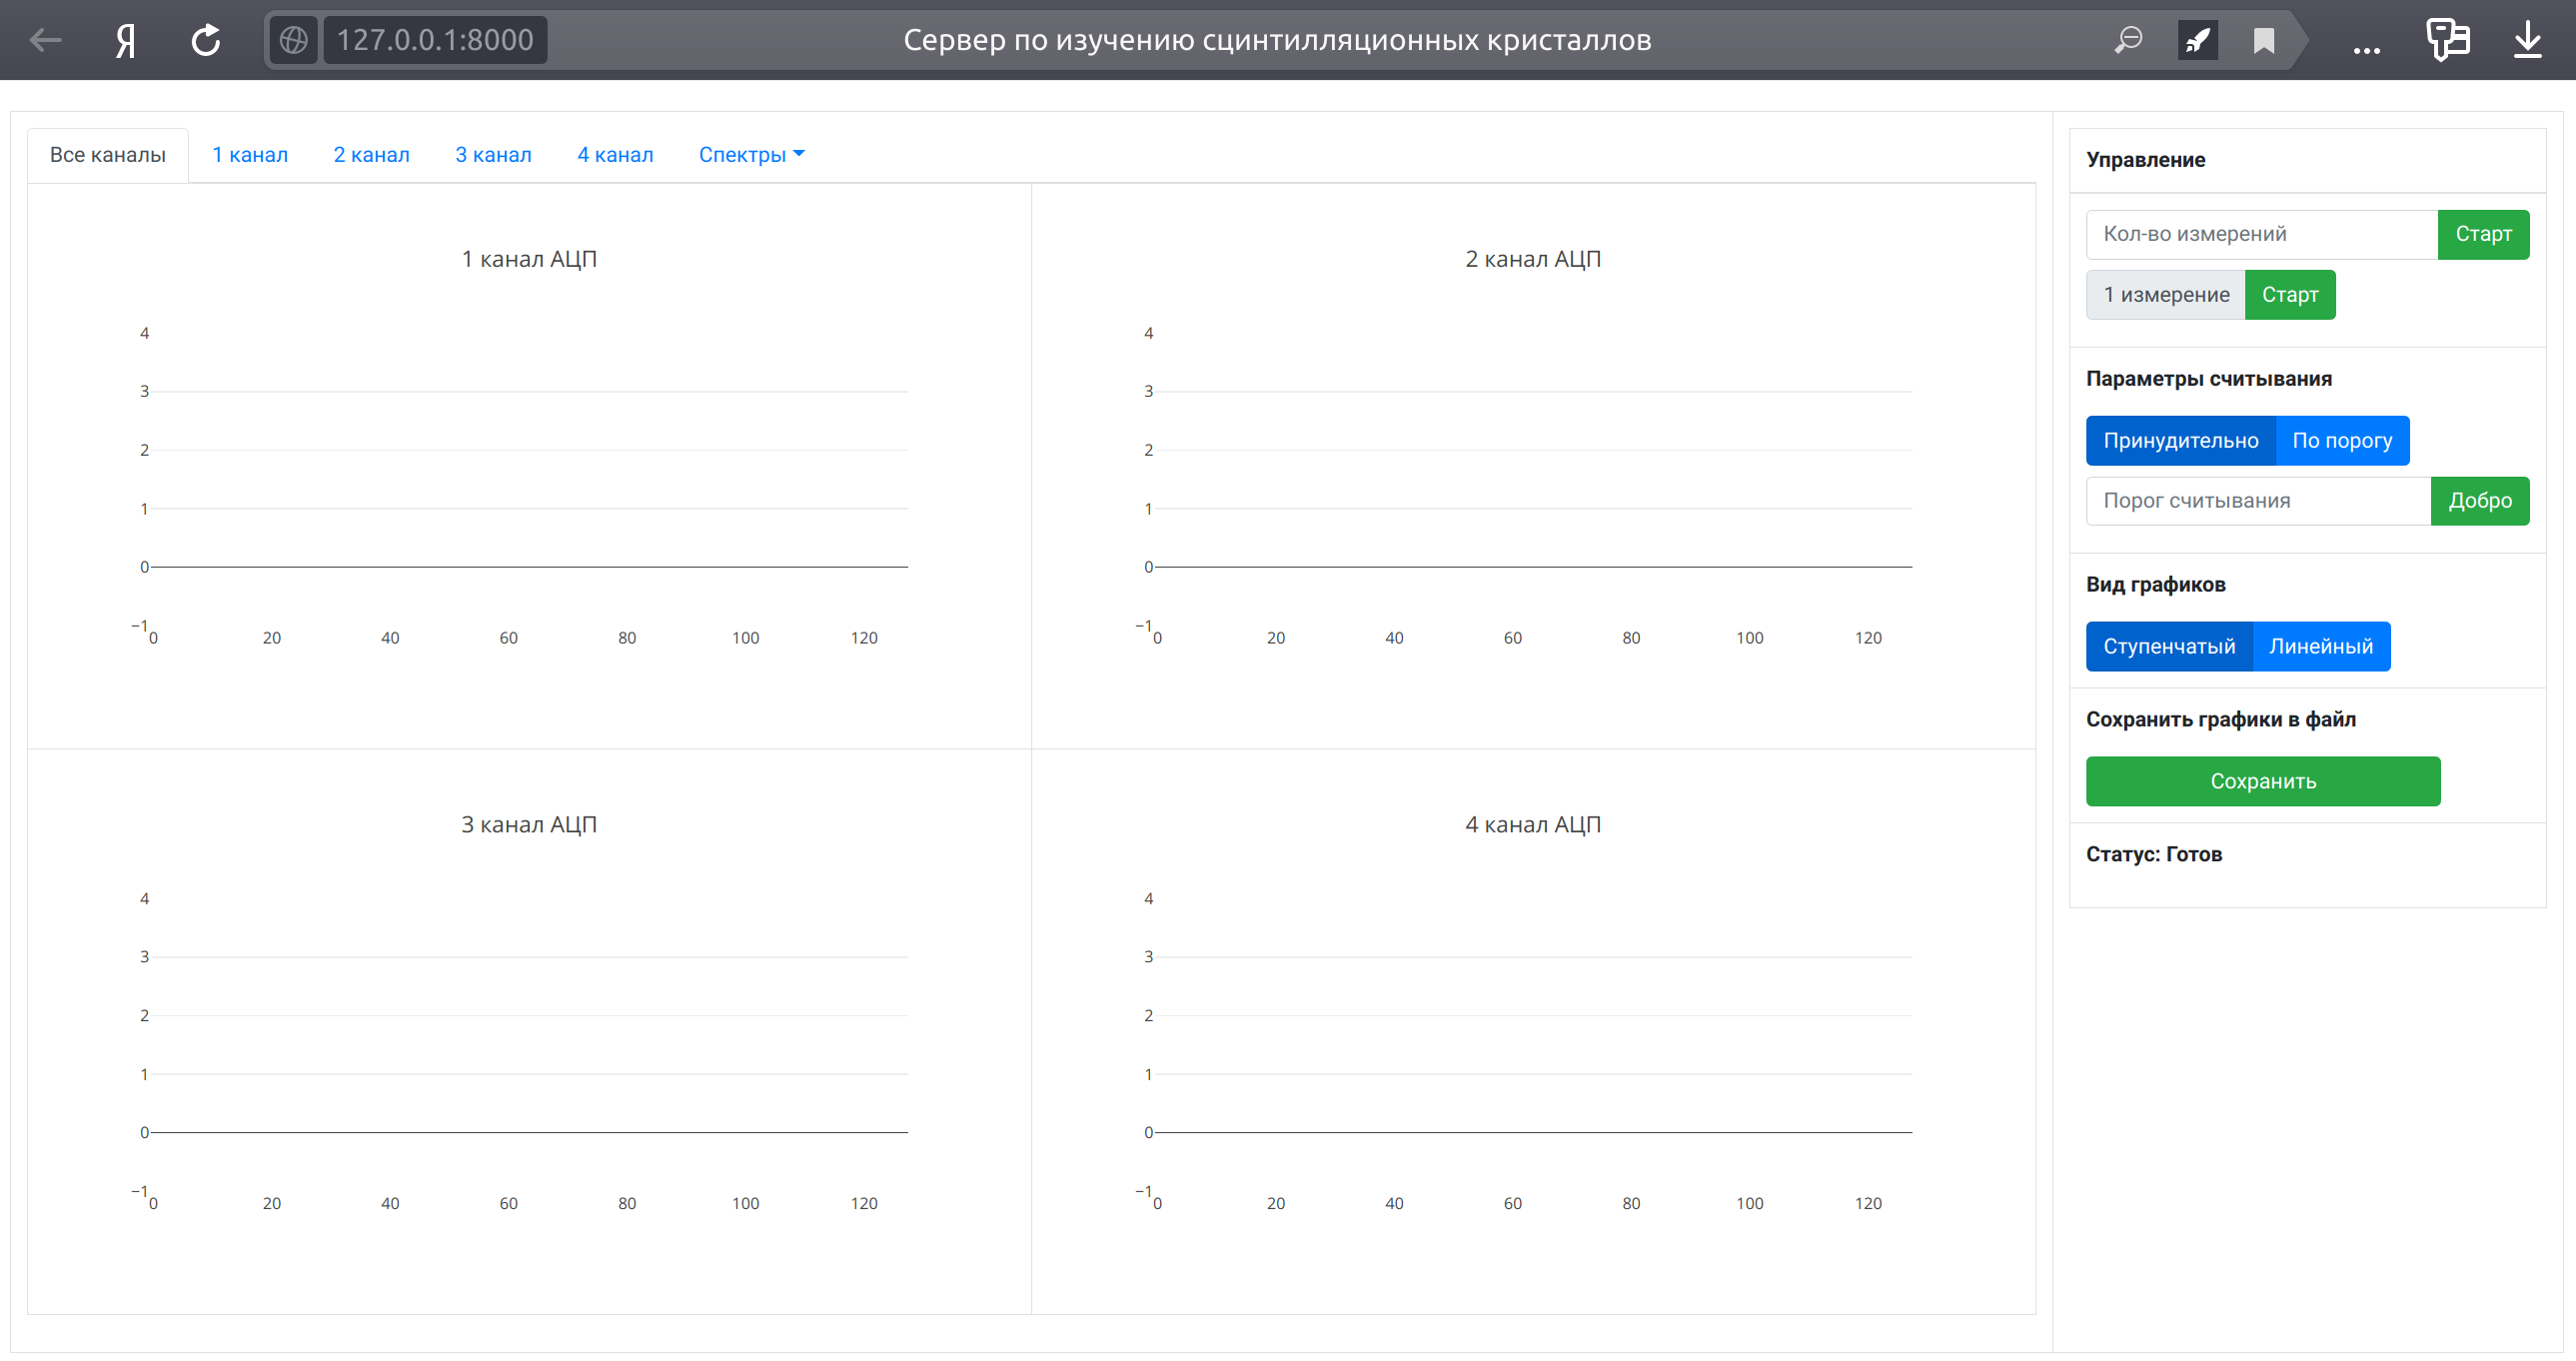 Я 127.0.0.1:8000 Сервер по изучению сцинтилляционных кристаллов ...
Все каналы 1 канал 2 канал 3 канал 4 канал Спектры
1 канал АЦП
4
3
2
1
0
−1
0 20 40 60 80 100 120
2 канал АЦП
4
3
2
1
0
−1
0 20 40 60 80 100 120
3 канал АЦП
4
3
2
1
0
−1
0 20 40 60 80 100 120
4 канал АЦП
4
3
2
1
0
−1
0 20 40 60 80 100 120
Управление
Кол-во измерений Старт
1 измерение Старт
Параметры считывания
Принудительно По порогу
Порог считывания Добро
Вид графиков
Ступенчатый Линейный
Сохранить графики в файл
Сохранить
Статус: Готов